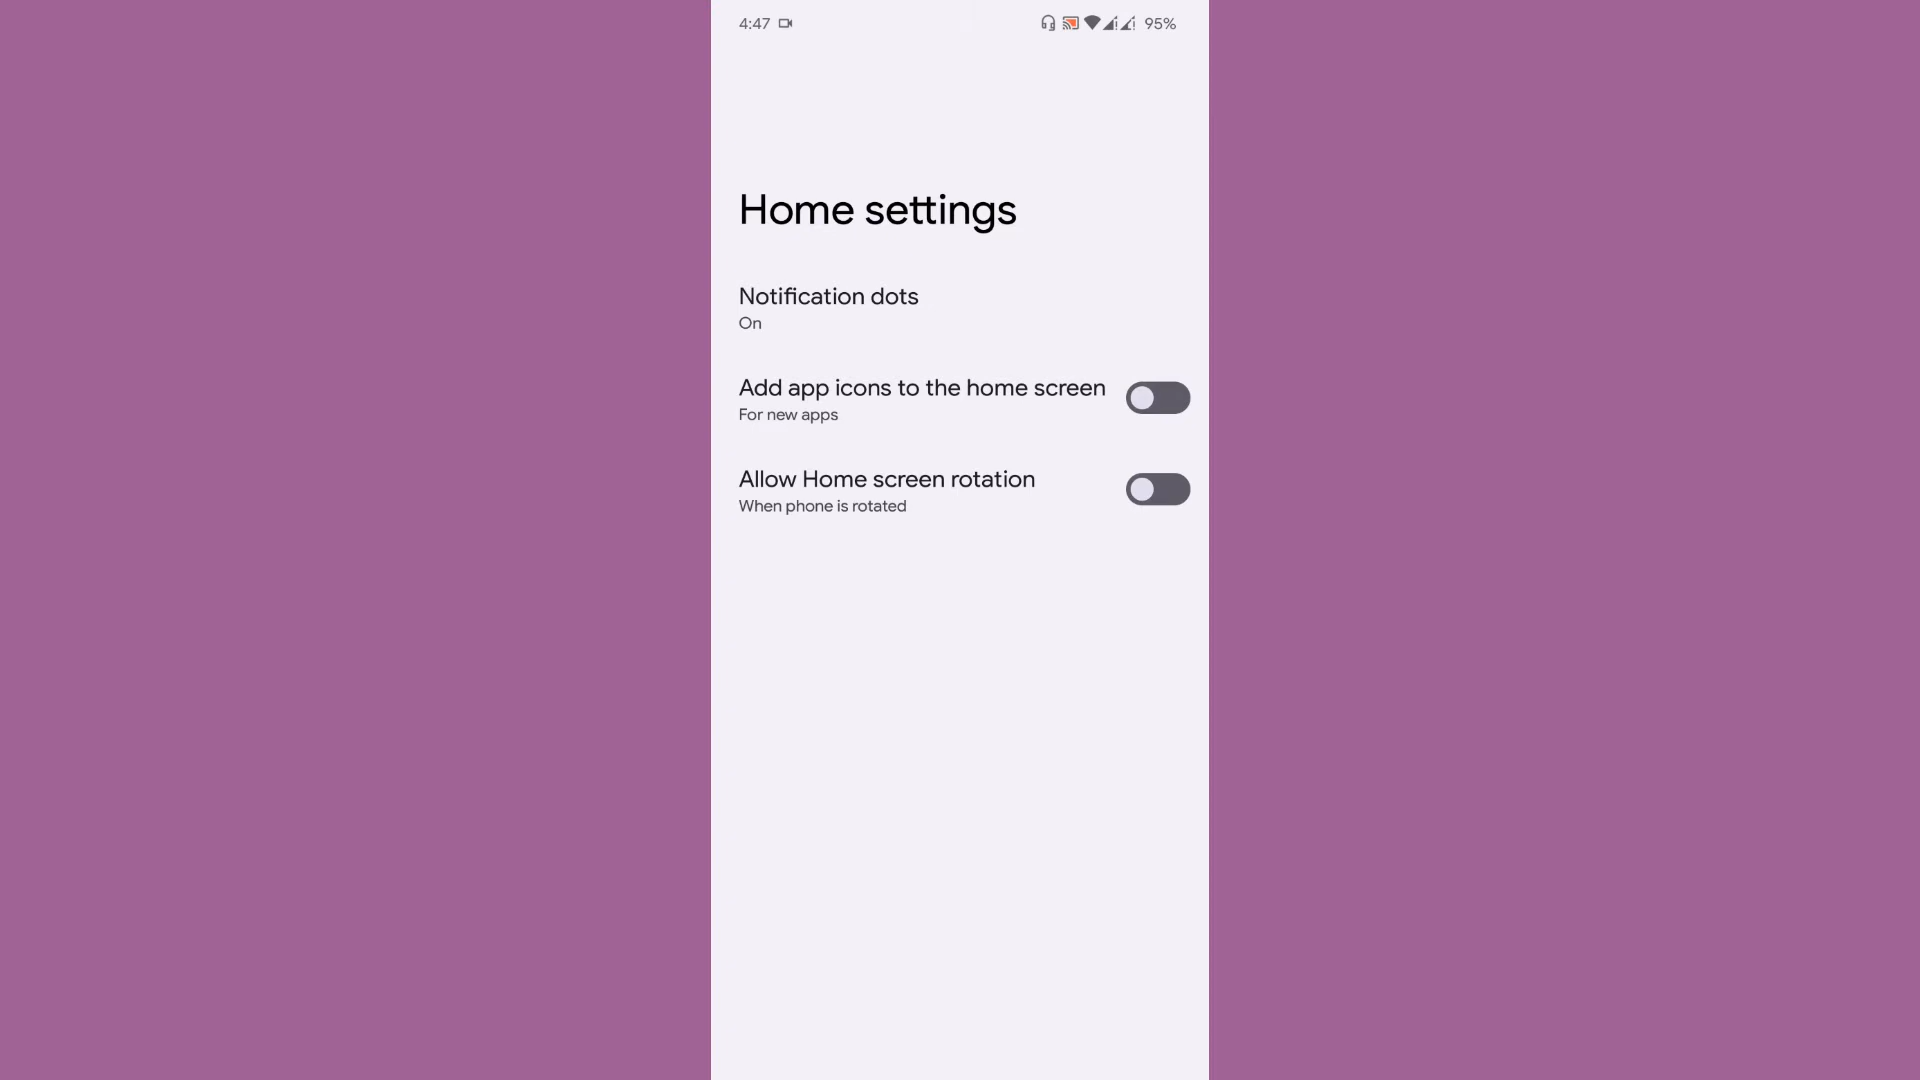 4:47 95%
Home settings
Notification dots
On
Add app icons to the home screen
For new apps
Allow Home screen rotation
When phone is rotated